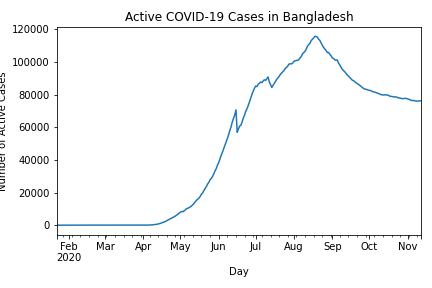 Active COVID-19 Cases in Bangladesh
Number of Active Cases
120000
100000
80000
60000
40000
20000
0
Feb Mar Apr May Jun Jul Aug Sep Oct Nov
2020
Day